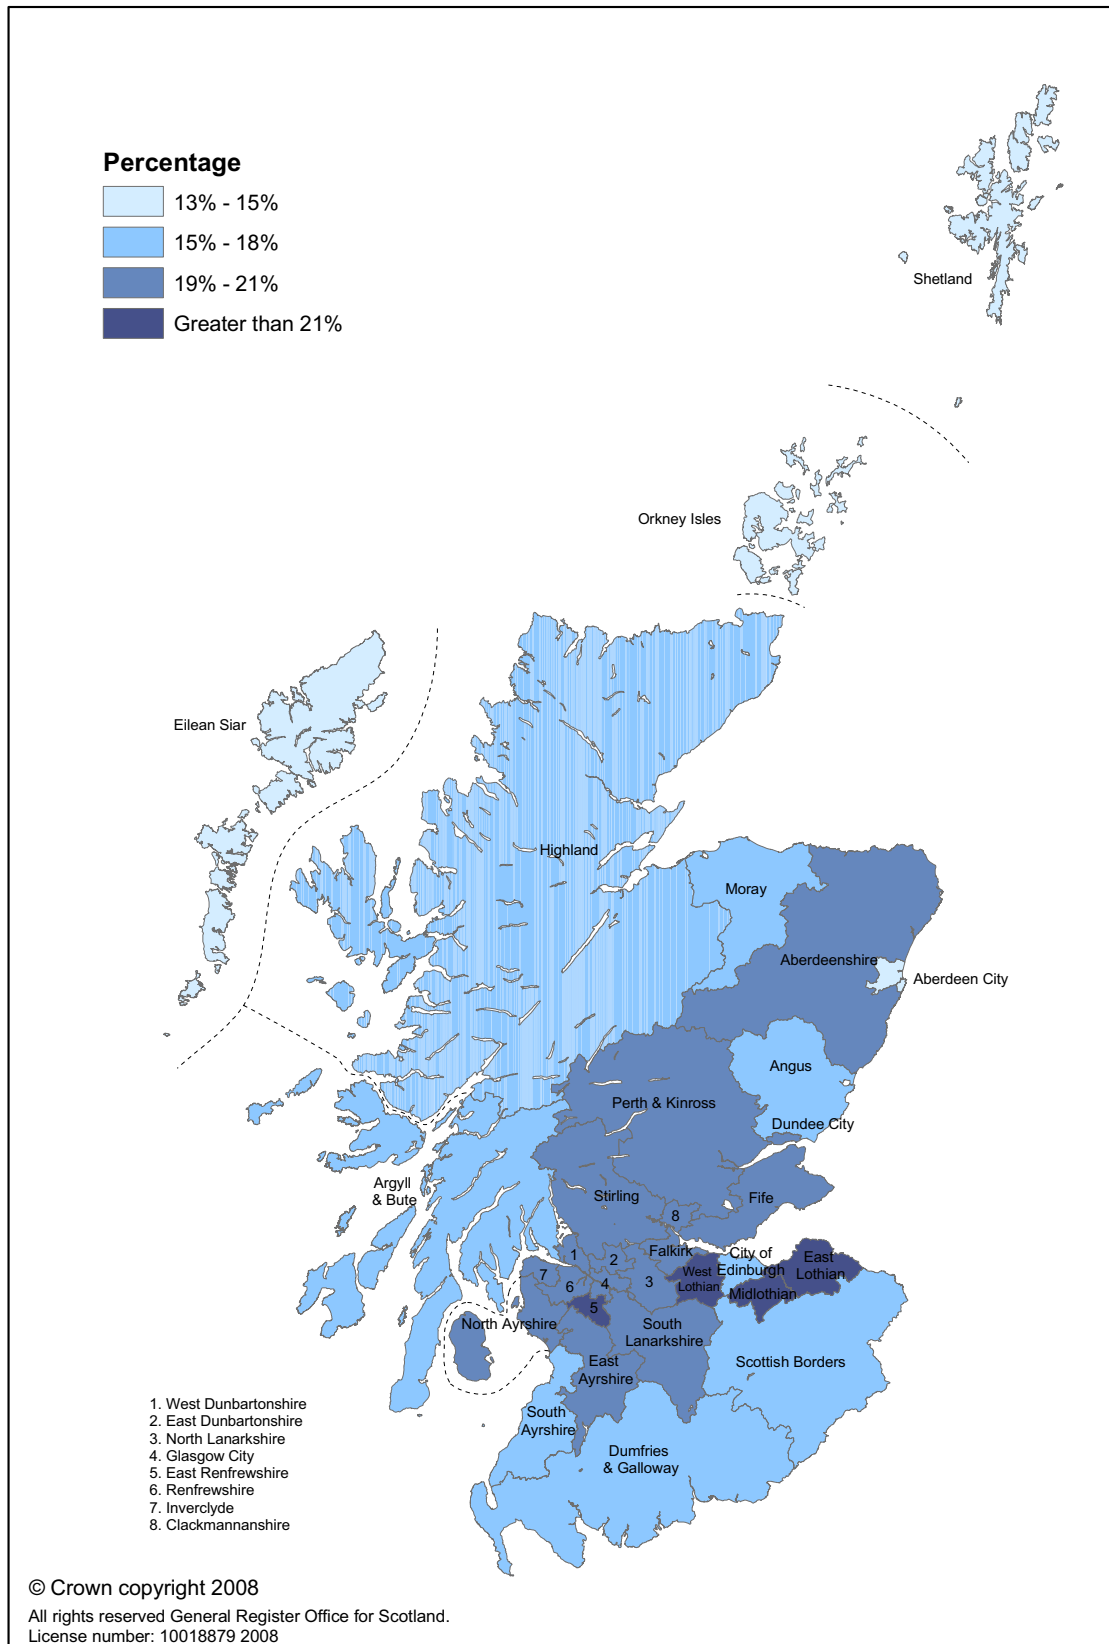 Percentage
13% - 15%
15% - 18%
19% - 21%
Greater than 21%
Shetland
Orkney Isles
Eilean Siar
Highland
Moray
Aberdeenshire
Aberdeen City
Angus
Perth & Kinross
Dundee City
Argyll
& Bute
Stirling
Fife
8
1
2
Falkirk
City of
Edinburgh
East
Lothian
7
6
4
3
West
Lothian
Midlothian
5
North Ayrshire
South
Lanarkshire
East
Ayrshire
Scottish Borders
South
Ayrshire
Dumfries
& Galloway
1. West Dunbartonshire
2. East Dunbartonshire
3. North Lanarkshire
4. Glasgow City
5. East Renfrewshire
6. Renfrewshire
7. Inverclyde
8. Clackmannanshire
© Crown copyright 2008
All rights reserved General Register Office for Scotland.
License number: 10018879 2008